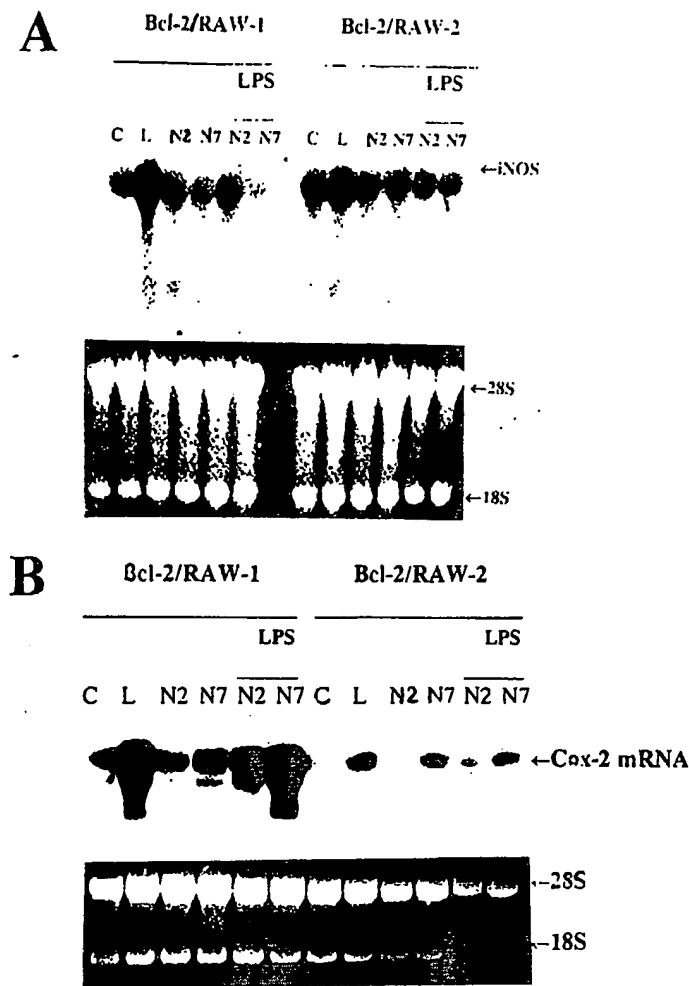 A
Bcl-2/RAW-1 Bcl-2/RAW-2
LPS LPS
C L N2 N7 N2 N7 C L N2 N7 N2 N7
←iNOS
←28S
←18S
B
Bcl-2/RAW-1 Bcl-2/RAW-2
LPS LPS
C L N2 N7 N2 N7 C L N2 N7 N2 N7
←Cox-2 mRNA
←28S
←18S